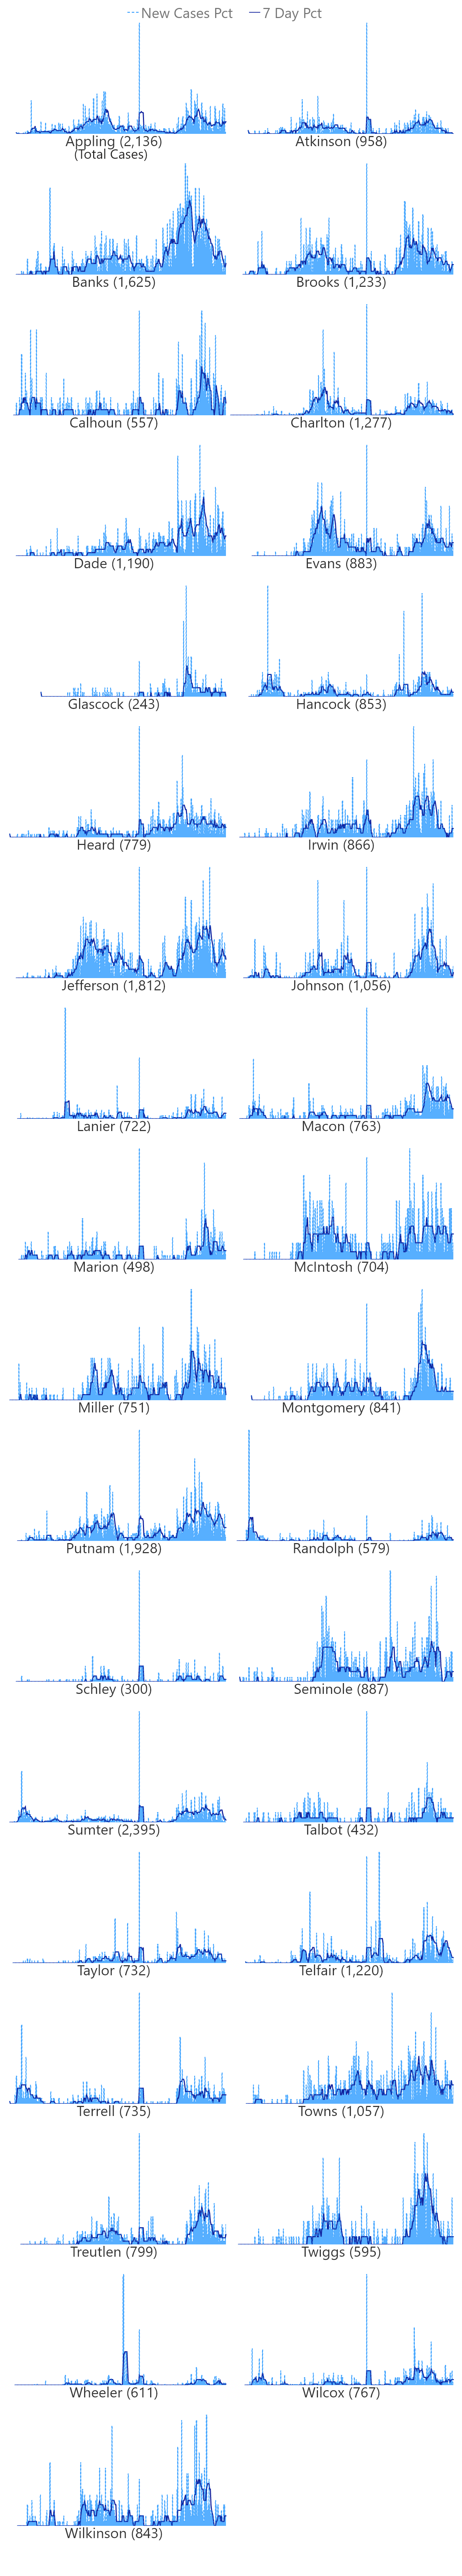 New Cases Pct 7 Day Pct
Appling (2,136) Atkinson (958)
(Total Cases)
Banks (1,625) Brooks (1,233)
Calhoun (557) Charlton (1,277)
Dade (1,190) Evans (883)
Glascock (243) Hancock (853)
Heard (779) Irwin (866)
Jefferson (1,812) Johnson (1,056)
Lanier (722) Macon (763)
Marion (498) McIntosh (704)
Miller (751) Montgomery (841)
Putnam (1,928) Randolph (579)
Schley (300) Seminole (887)
Sumter (2,395) Talbot (432)
Taylor (732) Telfair (1,220)
Terrell (735) Towns (1,057)
Treutlen (799) Twiggs (595)
Wheeler (611) Wilcox (767)
Wilkinson (843)